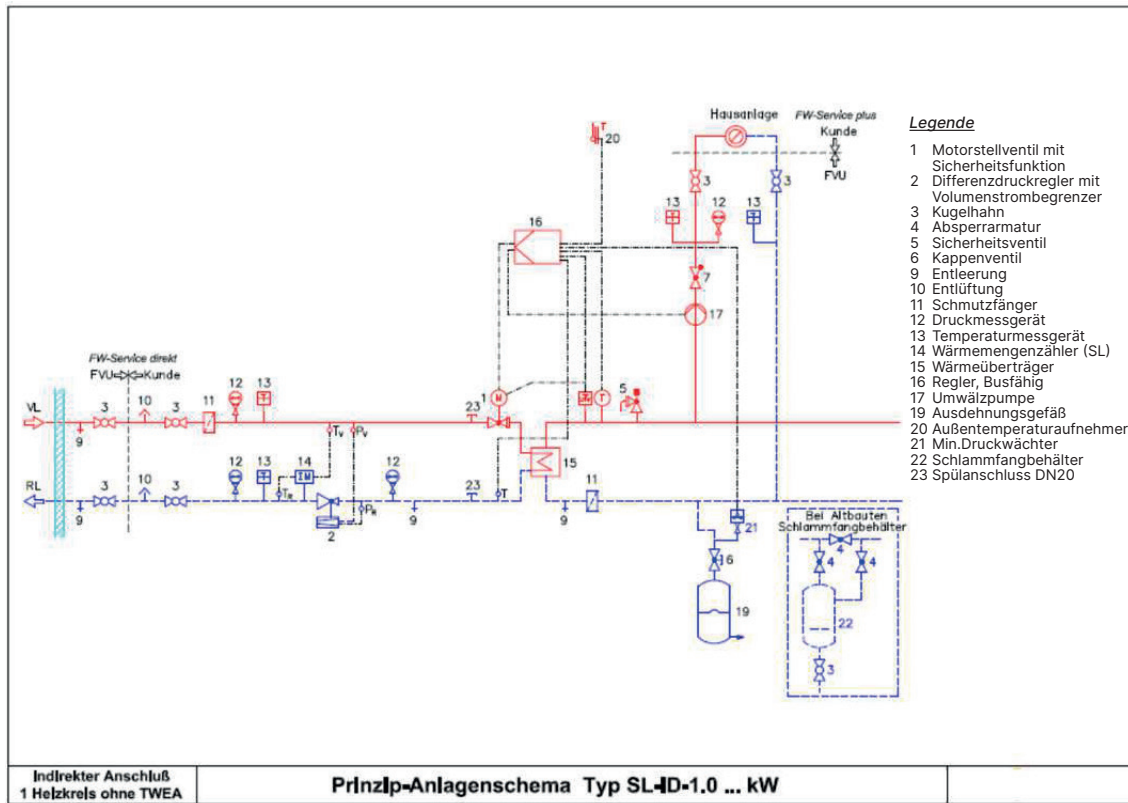 Hausanlage
FW-Service plus
Kunde
FVU
T
20
3
3
13
12
13
16
7
17
FW-Service direkt
FVU
Kunde
VL
3
10
3
11
12
13
23
1
M
T
5
9
Tv
Pv
15
RL
3
10
3
12
13
14
12
23
T
11
9
TR
PR
9
9
2
21
6
19
Bei Altbauten
Schlammfangbehälter
4
4
4
22
3
Legende
1 Motorstellventil mit
Sicherheitsfunktion
2 Differenzdruckregler mit
Volumenstrombegrenzer
3 Kugelhahn
4 Absperrarmatur
5 Sicherheitsventil
6 Kappenventil
9 Entleerung
10 Entlüftung
11 Schmutzfänger
12 Druckmessgerät
13 Temperaturmessgerät
14 Wärmemengenzähler (SL)
15 Wärmeüberträger
16 Regler, Busfähig
17 Umwälzpumpe
19 Ausdehnungsgefäß
20 Außentemperaturaufnehmer
21 Min.Druckwächter
22 Schlammfangbehälter
23 Spülanschluss DN20
Indirekter Anschluß
1 Heizkreis ohne TWEA
Prinzip-Anlagenschema Typ SL-ID-1.0 ... kW